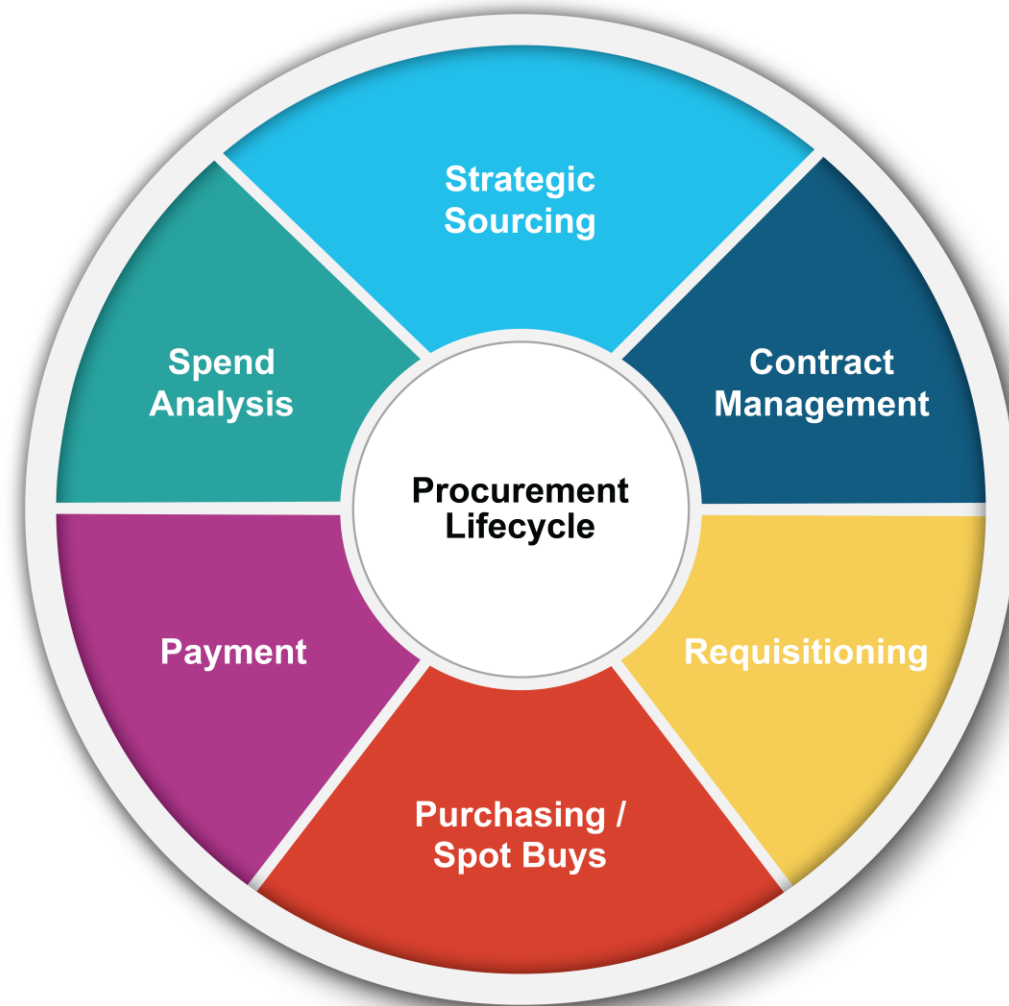 Strategic
Sourcing
Contract
Management
Requisitioning
Purchasing /
Spot Buys
Payment
Spend
Analysis
Procurement
Lifecycle